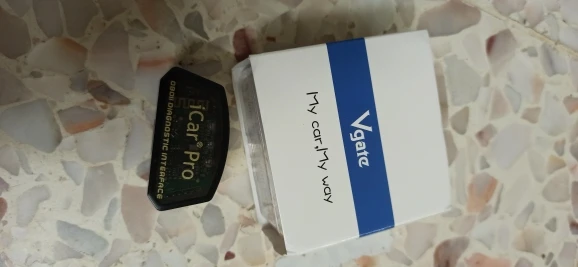 iCar® Pro
OBDII DIAGNOSTIC INTERFACE
Vgate
My car,My way